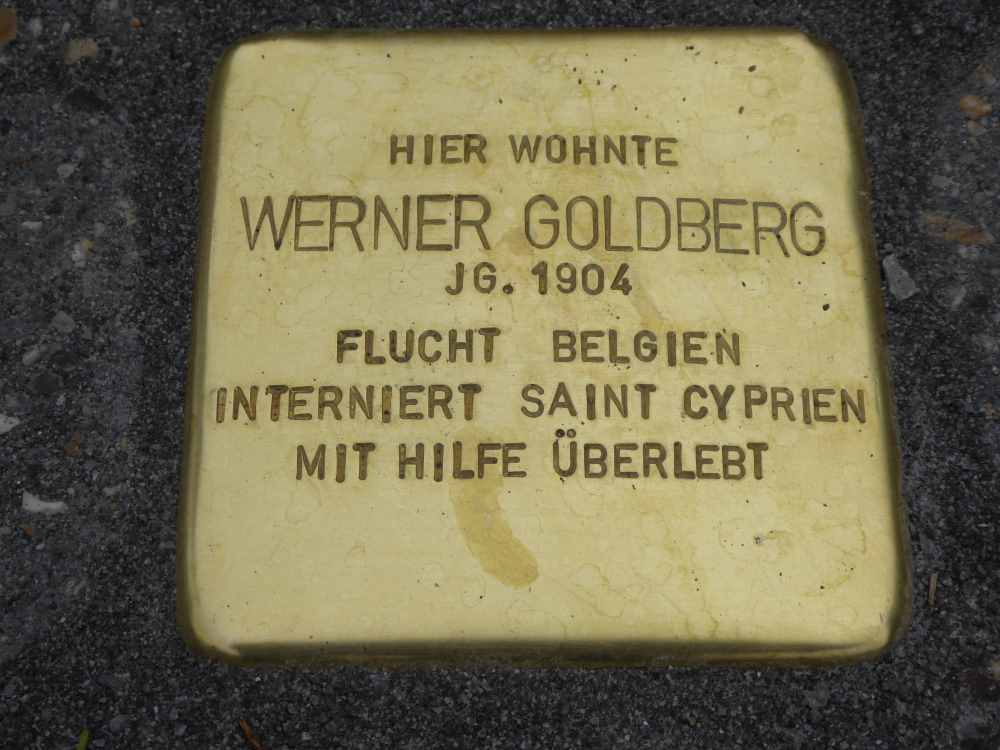 HIER WOHNTE
WERNER GOLDBERG
JG. 1904
FLUCHT BELGIEN
INTERNIERT SAINT CYPRIEN
MIT HILFE ÜBERLEBT